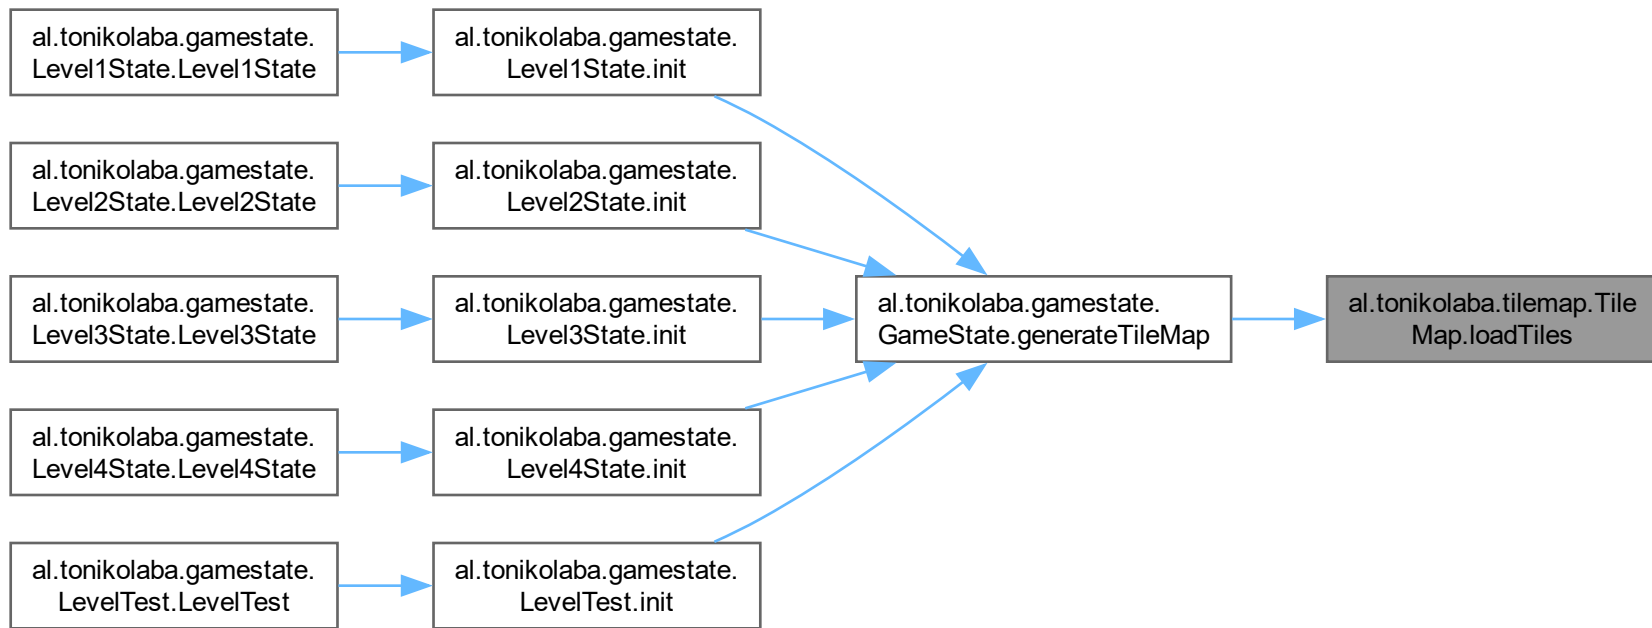 al.tonikolaba.gamestate.
Level1State.Level1State
al.tonikolaba.gamestate.
Level1State.init
al.tonikolaba.gamestate.
Level2State.Level2State
al.tonikolaba.gamestate.
Level2State.init
al.tonikolaba.gamestate.
Level3State.Level3State
al.tonikolaba.gamestate.
Level3State.init
al.tonikolaba.gamestate.
GameState.generateTileMap
al.tonikolaba.tilemap.Tile
Map.loadTiles
al.tonikolaba.gamestate.
Level4State.Level4State
al.tonikolaba.gamestate.
Level4State.init
al.tonikolaba.gamestate.
LevelTest.LevelTest
al.tonikolaba.gamestate.
LevelTest.init